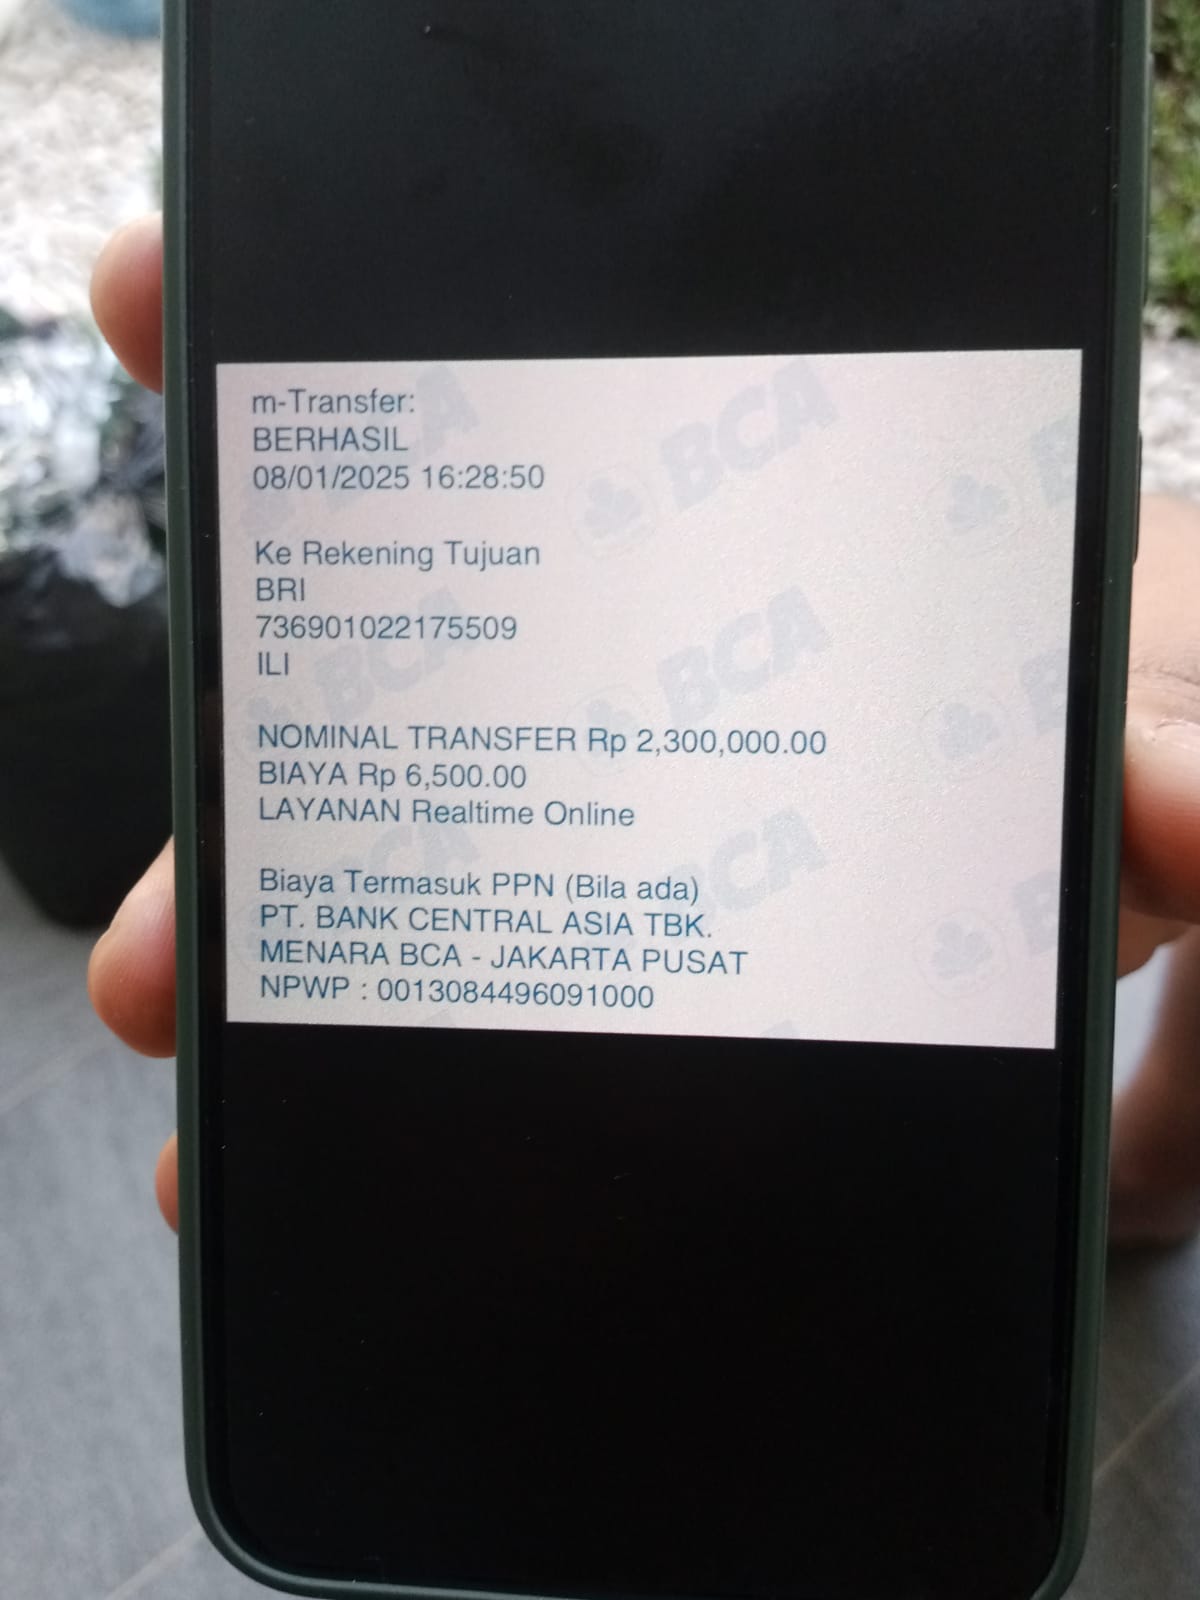 m-Transfer:
BERHASIL
08/01/2025 16:28:50
Ke Rekening Tujuan
BRI
736901022175509
ILI
NOMINAL TRANSFER Rp 2,300,000.00
BIAYA Rp 6,500.00
LAYANAN Realtime Online
Biaya Termasuk PPN (Bila ada)
PT. BANK CENTRAL ASIA TBK.
MENARA BCA - JAKARTA PUSAT
NPWP : 0013084496091000